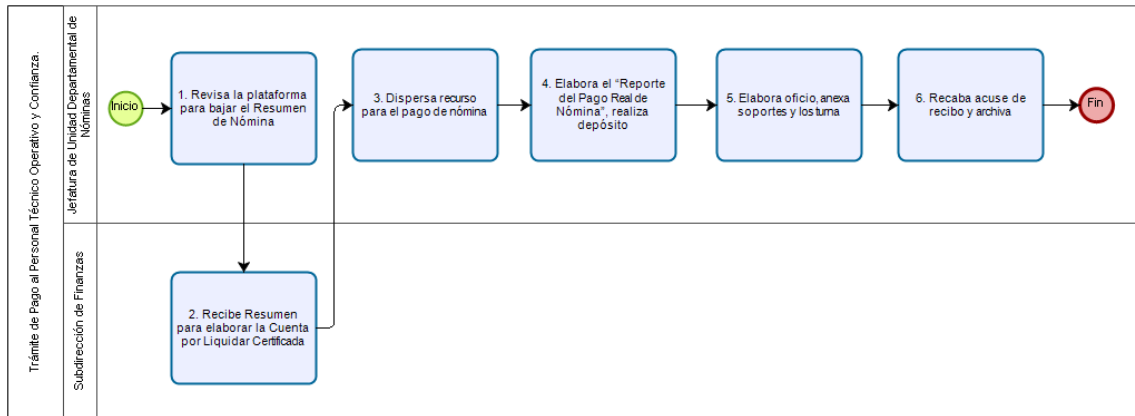 Trámite de Pago al Personal Técnico Operativo y Confianza.
Jefatura de Unidad Departamental de
Nóminas
Inicio
1. Revisa la plataforma
para bajar el Resumen
de Nómina
3. Dispersa recurso
para el pago de nómina
4. Elabora el “Reporte
del Pago Real de
Nómina”, realiza
depósito
5. Elabora oficio, anexa
soportes y los turna
6. Recaba acuse de
recibo y archiva
Fin
Subdirección de Finanzas
2. Recibe Resumen
para elaborar la Cuenta
por Liquidar Certificada